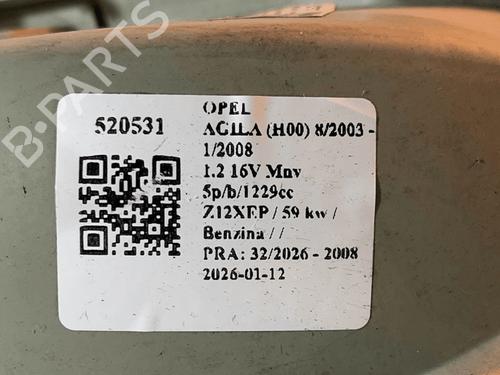 B-PARTS
520531
OPEL
AGILA (H00) 8/2003 -
1/2008
1.2 16V Mnv
5p/b/1229cc
Z12XEP / 59 kw /
Benzina / /
PRA: 32/2026 - 2008
2026-01-12